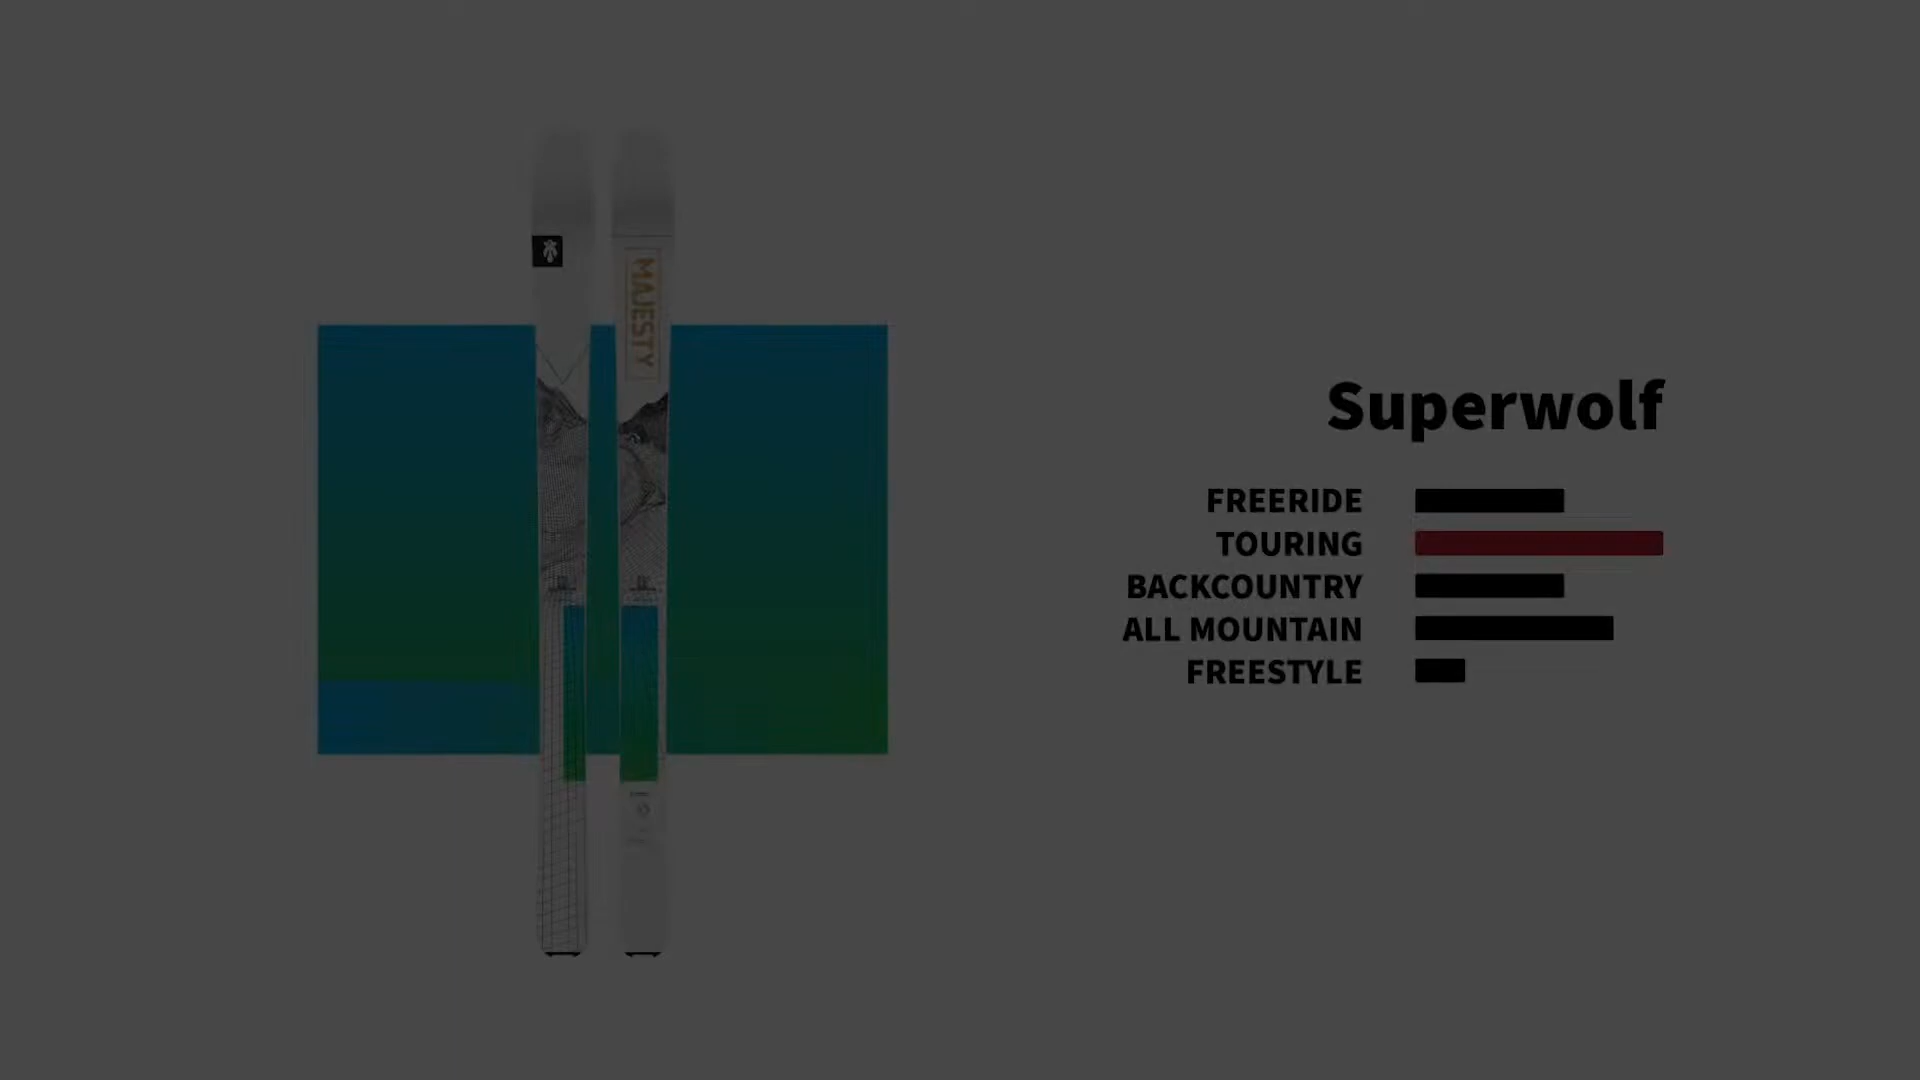 MAJESTY
Superwolf
FREERIDE
TOURING
BACKCOUNTRY
ALL MOUNTAIN
FREESTYLE